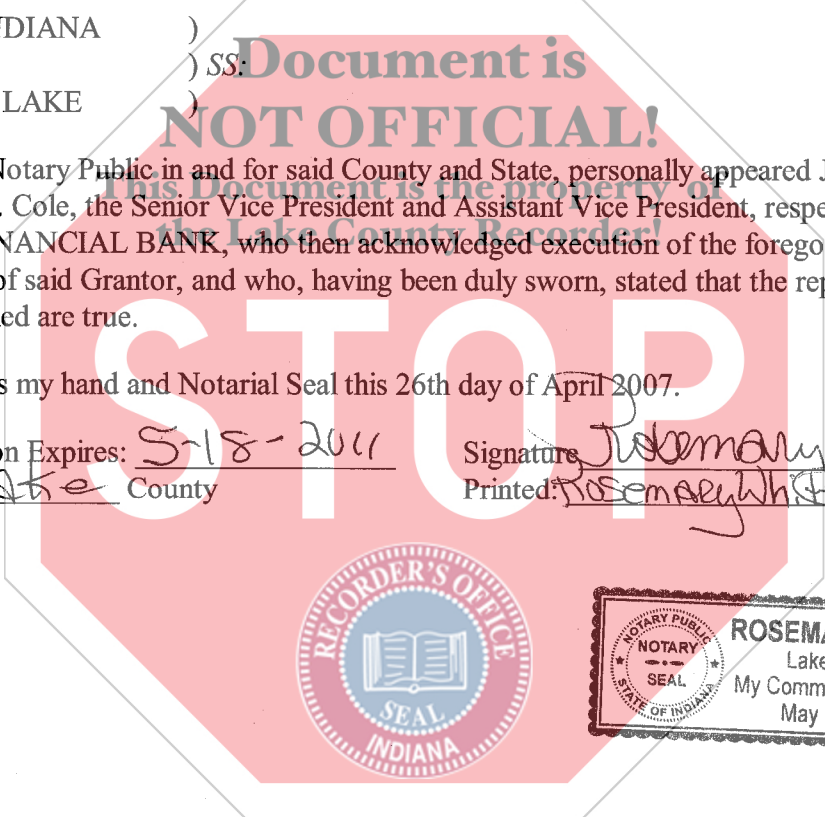 NDIANA )
) SS:
LAKE )
Document is
NOT OFFICIAL!
This Document is the property of
the Lake County Recorder!
Notary Public in and for said County and State, personally appeared J
. Cole, the Senior Vice President and Assistant Vice President, respe
NANCIAL BANK, who then acknowledged execution of the forego
of said Grantor, and who, having been duly sworn, stated that the rep
ed are true.
STOP
s my hand and Notarial Seal this 26th day of April 2007.
n Expires: 5-18-2011
Signature Rosemary
ake County
Printed: Rosemary Whit
RECORDER'S OFFICE
SEAL
INDIANA
NOTARY PUBLIC
NOTARY
SEAL
STATE OF INDIANA
ROSEMA
Lake
My Comm
May